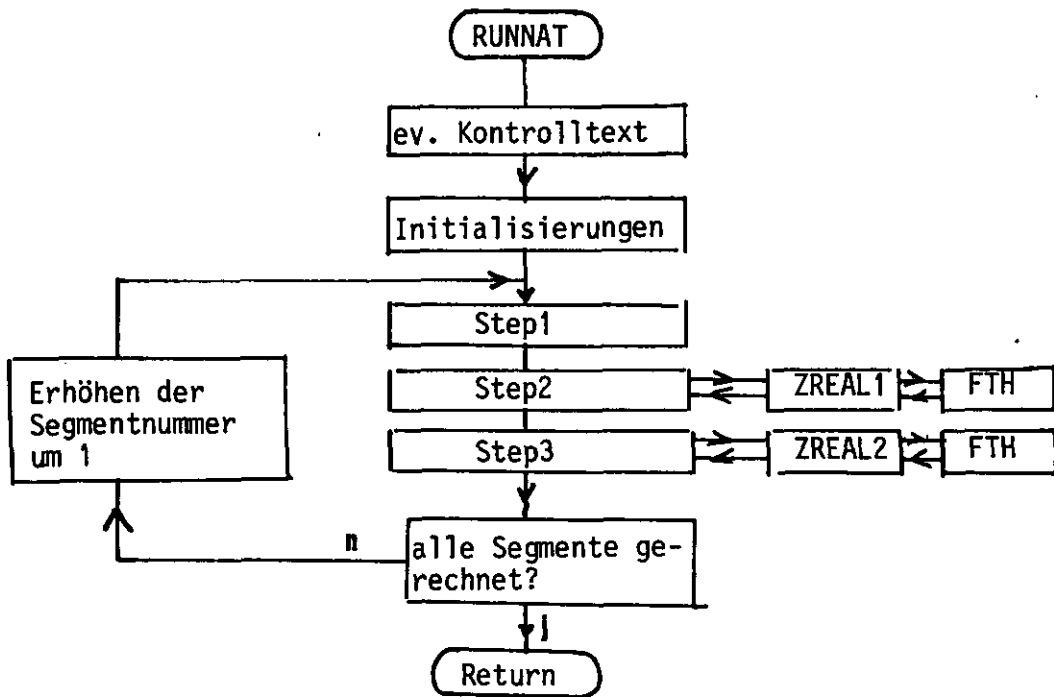 RUNNAT
ev. Kontrolltext
Initialisierungen
Step1
Erhöhen der
Segmentnummer
um 1
Step2
ZREAL1
FTH
Step3
ZREAL2
FTH
n
alle Segmente ge-
rechnet?
j
Return